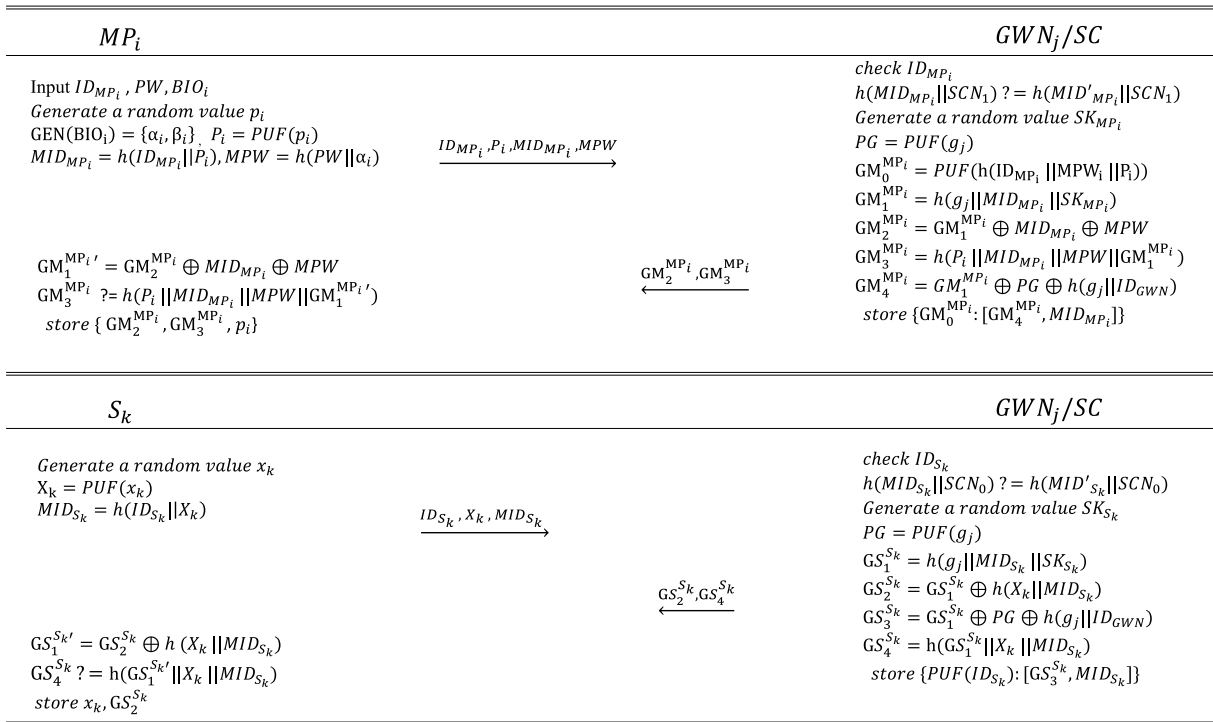 MP_i
GWN_j/SC
Input ID_{MP_i} , PW, BIO_i
Generate a random value p_i
GEN(BIO_i) = {α_i, β_i}, P_i = PUF(p_i)
MID_{MP_i} = h(ID_{MP_i}||P_i), MPW = h(PW||α_i)
ID_{MP_i} , P_i , MID_{MP_i} , MPW
check ID_{MP_i}
h(MID_{MP_i}||SCN_1) ?= h(MID'_{MP_i}||SCN_1)
Generate a random value SK_{MP_i}
PG = PUF(g_j)
GM_0^{MP_i} = PUF(h(ID_{MP_i} ||MPW_i ||P_i))
GM_1^{MP_i} = h(g_j||MID_{MP_i} ||SK_{MP_i})
GM_2^{MP_i} = GM_1^{MP_i} ⊕ MID_{MP_i} ⊕ MPW
GM_3^{MP_i} = h(P_i ||MID_{MP_i} ||MPW||GM_1^{MP_i})
GM_4^{MP_i} = GM_1^{MP_i} ⊕ PG ⊕ h(g_j||ID_{GWN})
store {GM_0^{MP_i}: [GM_4^{MP_i}, MID_{MP_i}]}
GM_2^{MP_i},GM_3^{MP_i}
GM_1^{MP_i}' = GM_2^{MP_i} ⊕ MID_{MP_i} ⊕ MPW
GM_3^{MP_i} ?= h(P_i ||MID_{MP_i} ||MPW||GM_1^{MP_i}')
store { GM_2^{MP_i} , GM_3^{MP_i} , p_i}
S_k
GWN_j/SC
Generate a random value x_k
X_k = PUF(x_k)
MID_{S_k} = h(ID_{S_k}||X_k)
ID_{S_k} , X_k , MID_{S_k}
check ID_{S_k}
h(MID_{S_k}||SCN_0) ?= h(MID'_{S_k}||SCN_0)
Generate a random value SK_{S_k}
PG = PUF(g_j)
GS_1^{S_k} = h(g_j||MID_{S_k} ||SK_{S_k})
GS_2^{S_k} = GS_1^{S_k} ⊕ h(X_k||MID_{S_k})
GS_3^{S_k} = GS_1^{S_k} ⊕ PG ⊕ h(g_j||ID_{GWN})
GS_4^{S_k} = h(GS_1^{S_k}||X_k ||MID_{S_k})
store {PUF(ID_{S_k}): [GS_3^{S_k}, MID_{S_k}]}
GS_2^{S_k},GS_4^{S_k}
GS_1^{S_k}' = GS_2^{S_k} ⊕ h (X_k ||MID_{S_k})
GS_4^{S_k} ?= h(GS_1^{S_k}'||X_k ||MID_{S_k})
store x_k, GS_2^{S_k}